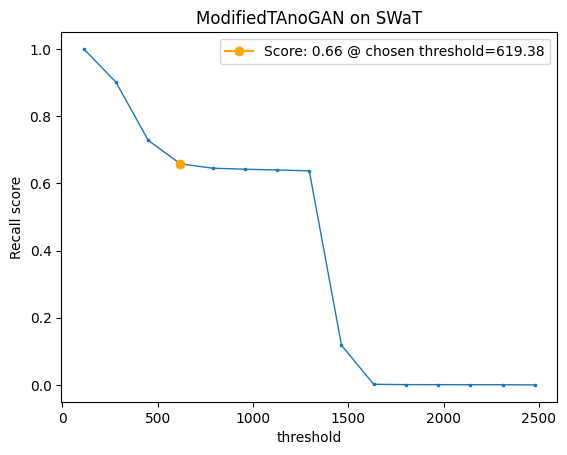 ModifiedTAnoGAN on SWaT
Score: 0.66 @ chosen threshold=619.38
Recall score
1.0
0.8
0.6
0.4
0.2
0.0
0 500 1000 1500 2000 2500
threshold